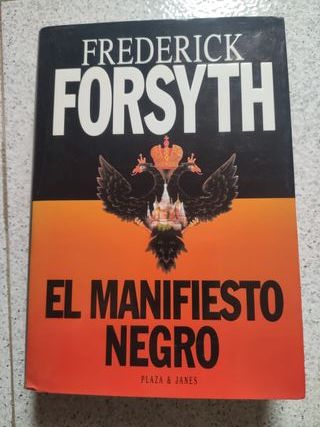 FREDERICK
FORSYTH
EL MANIFIESTO
NEGRO
PLAZA & JANES